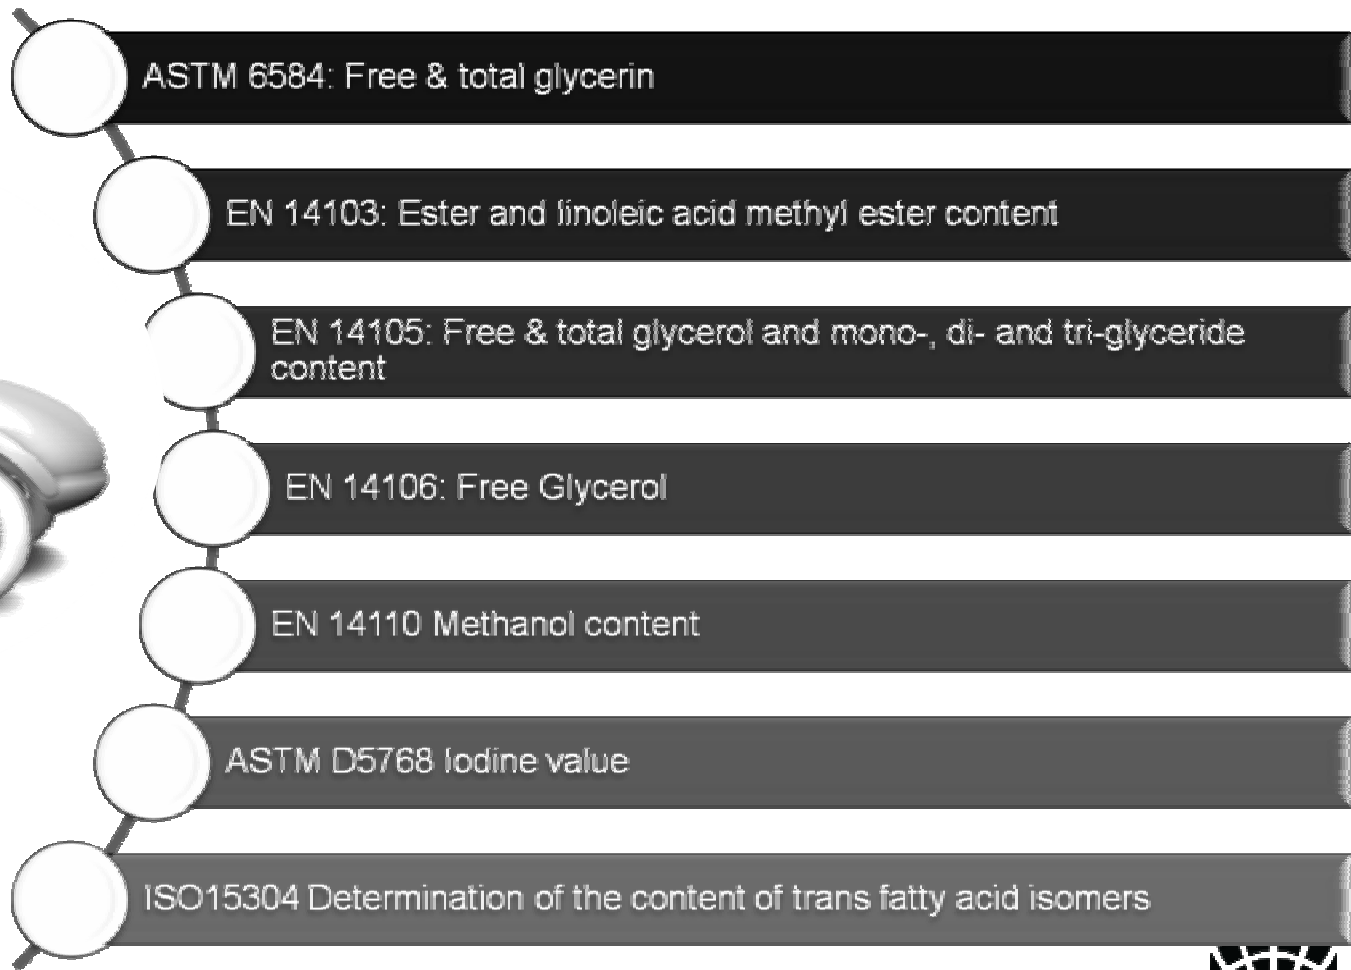 ASTM 6584: Free & total glycerin
EN 14103: Ester and linoleic acid methyl ester content
EN 14105: Free & total glycerol and mono-, di- and tri-glyceride
content
EN 14106: Free Glycerol
EN 14110 Methanol content
ASTM D5768 Iodine value
ISO15304 Determination of the content of trans fatty acid isomers